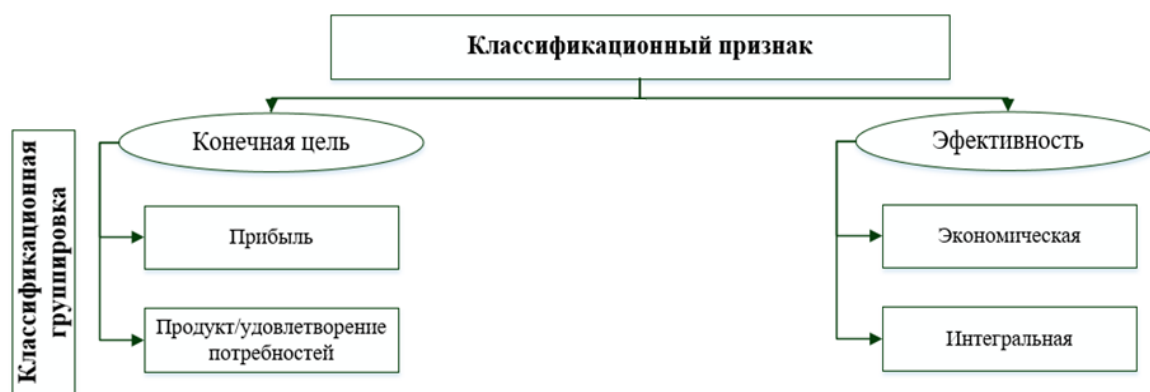 Классификационный признак
Конечная цель
Эфективность
Классификационная
группировка
Прибыль
Экономическая
Продукт/удовлетворение
потребностей
Интегральная